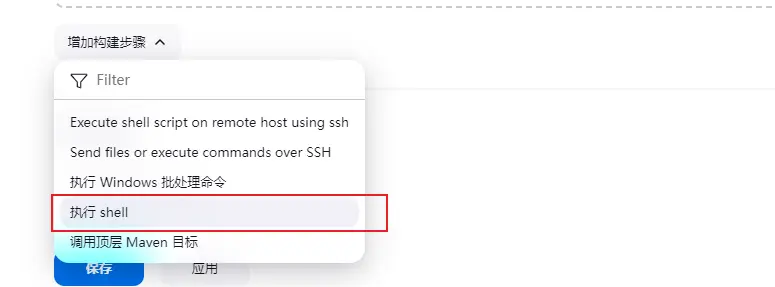 增加构建步骤
Filter
Execute shell script on remote host using ssh
Send files or execute commands over SSH
执行 Windows 批处理命令
执行 shell
调用顶层 Maven 目标
保存
应用